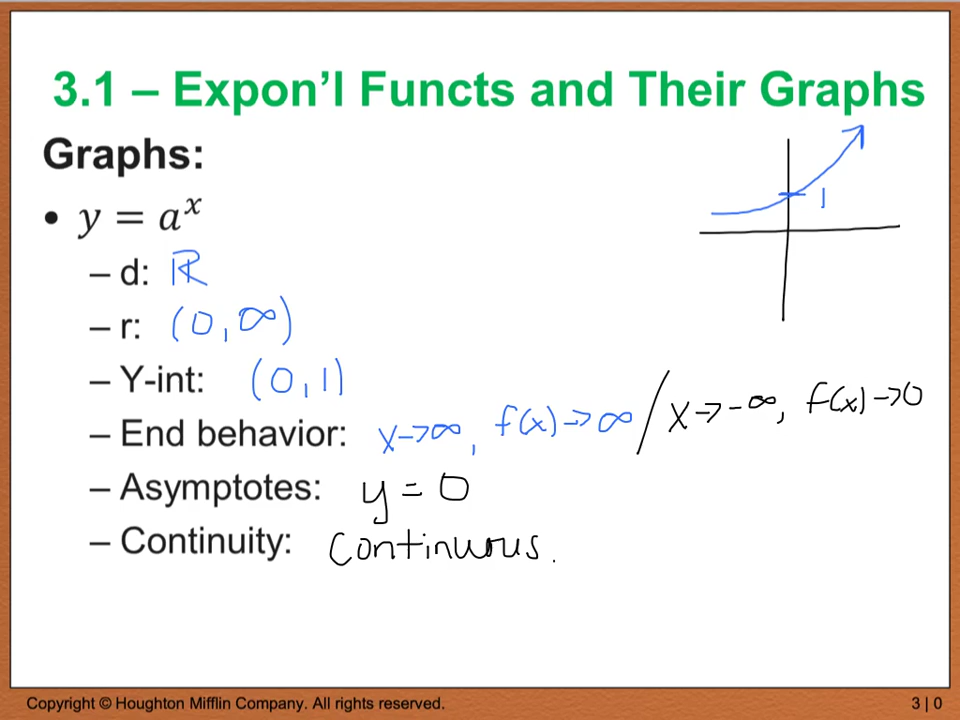 3.1 – Expon’l Functs and Their Graphs
Graphs:
• y = aˣ
1
– d: ℝ
– r: (0, ∞)
– Y-int: (0, 1)
– End behavior: x→∞, f(x)→∞ / x→-∞, f(x)→0
– Asymptotes: y = 0
– Continuity: continuous.
Copyright © Houghton Mifflin Company. All rights reserved.
3 | 0